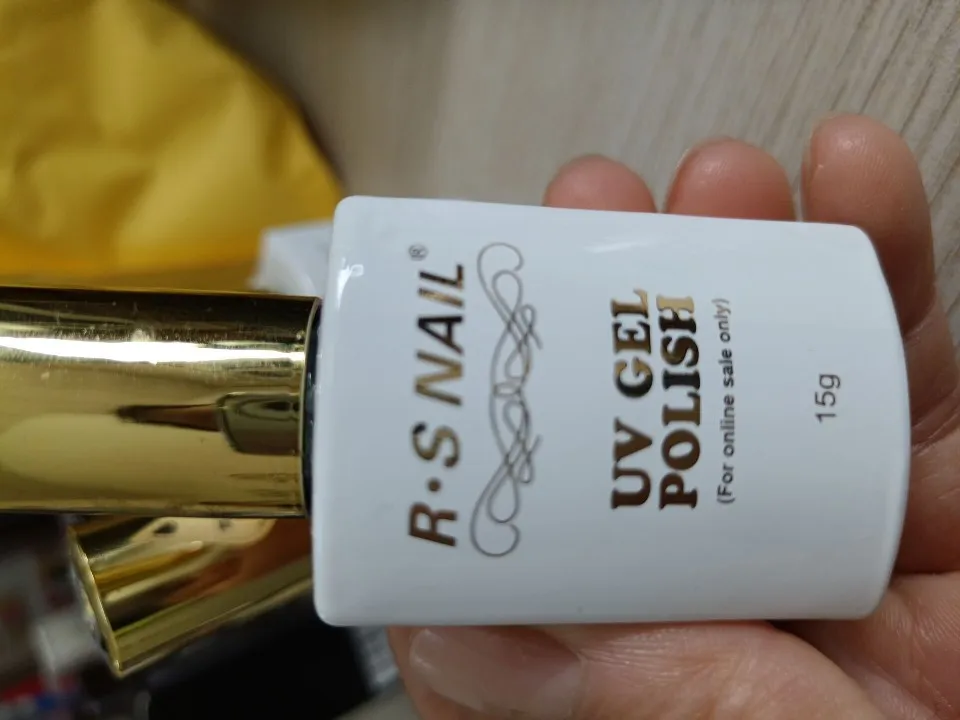 R·S NAIL®
UV GEL
POLISH
(For online sale only)
15g